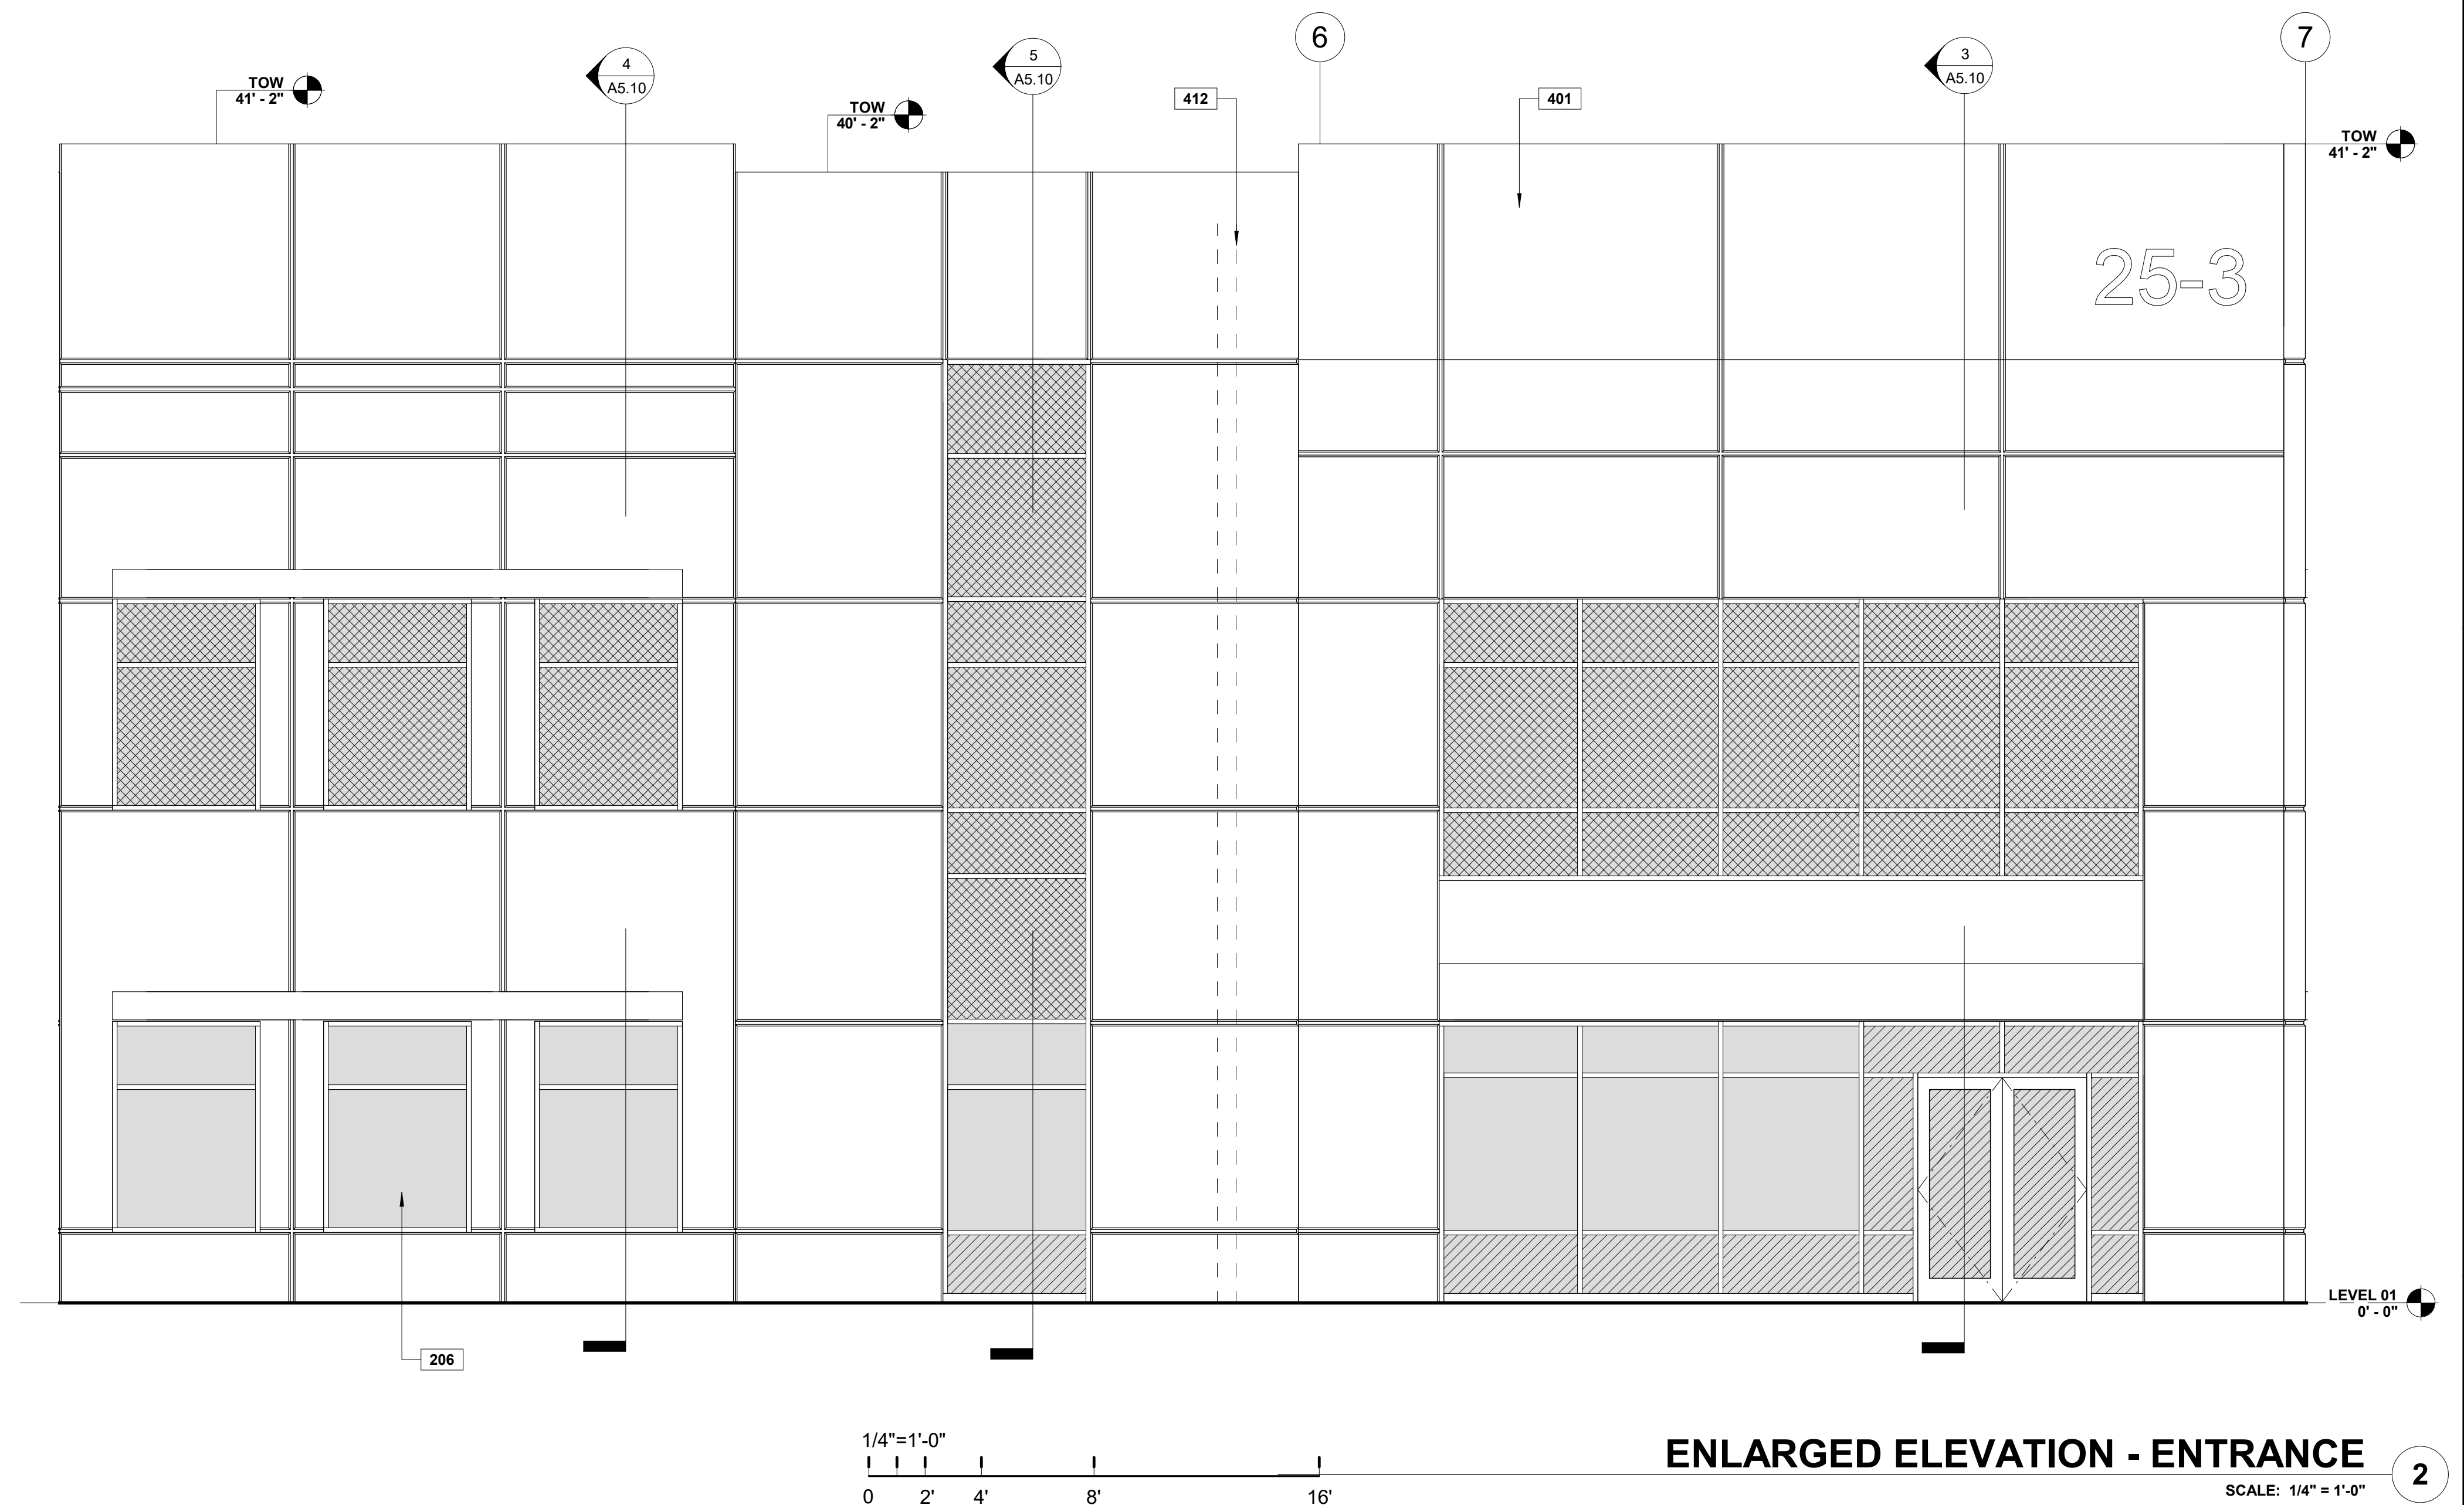 6
7
4
A5.10
5
A5.10
3
A5.10
TOW
41' - 2"
TOW
40' - 2"
412
401
TOW
41' - 2"
25-3
LEVEL 01
0' - 0"
206
1/4"=1'-0"
0 2' 4' 8' 16'
ENLARGED ELEVATION - ENTRANCE
2
SCALE: 1/4" = 1'-0"